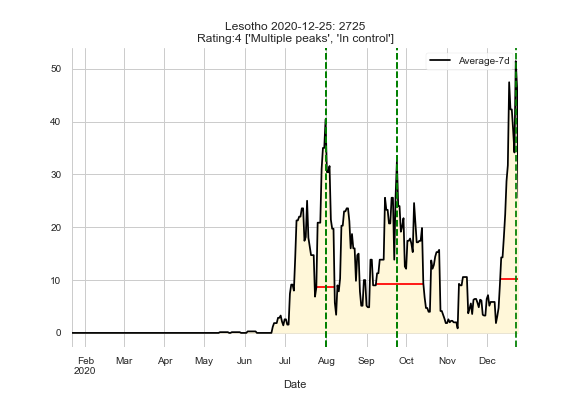 Lesotho 2020-12-25: 2725
Rating:4 ['Multiple peaks', 'In control']
Average-7d
50
40
30
20
10
0
Feb Mar Apr May Jun Jul Aug Sep Oct Nov Dec
2020
Date